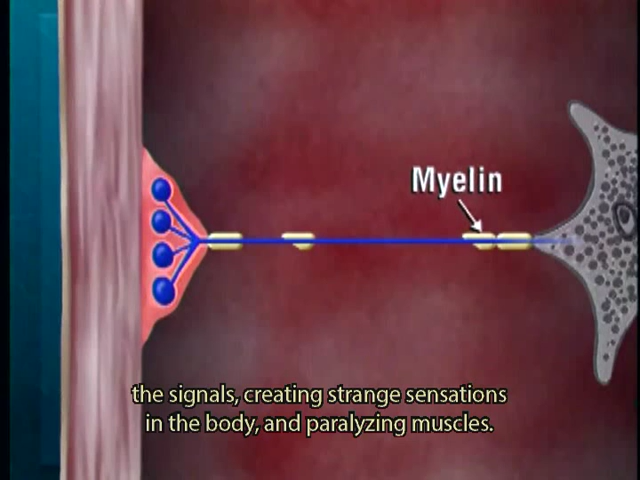 Myelin
the signals, creating strange sensations
in the body, and paralyzing muscles.